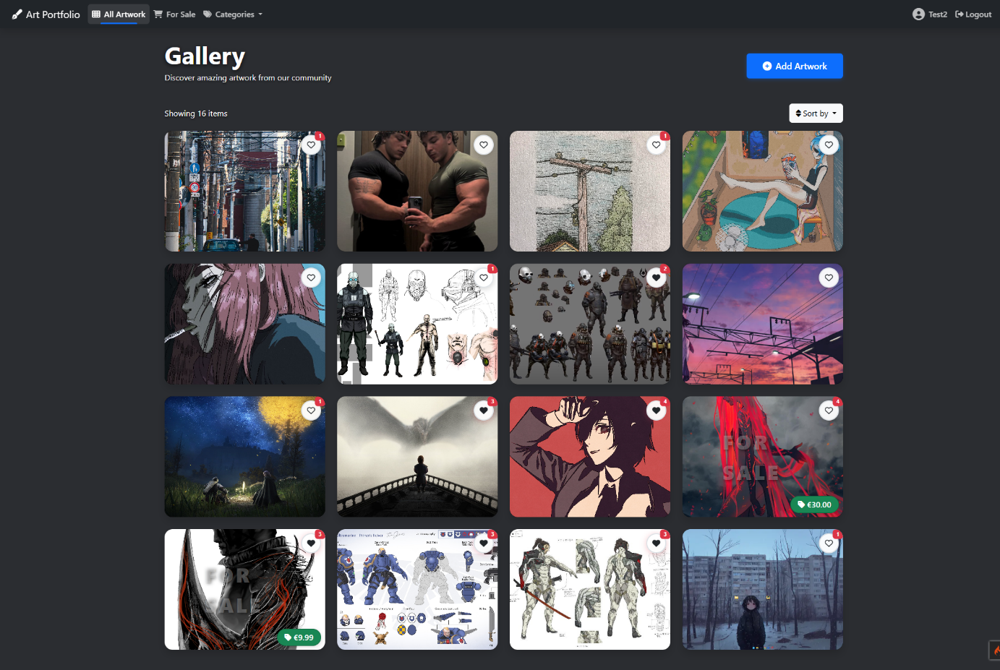 Art Portfolio
All Artwork
For Sale
Categories
Test2
Logout
Gallery
Discover amazing artwork from our community
Add Artwork
Showing 16 items
Sort by
1
1
1
2
1
3
4
4
FOR
SALE
€30.00
3
3
3
1
FOR
SALE
€9.99